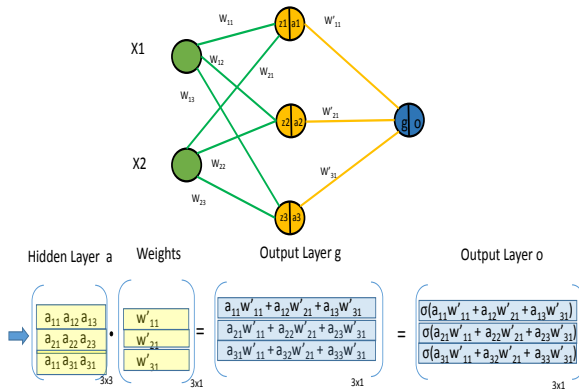 X1
X2
W₁₁
W₁₂
W₂₁
W₁₃
W₂₂
W₂₃
z1 a1
z2 a2
z3 a3
W'₁₁
W'₂₁
W'₃₁
g o
Hidden Layer a
Weights
Output Layer g
Output Layer o
a₁₁ a₁₂ a₁₃
a₂₁ a₂₂ a₂₃
a₁₁ a₃₁ a₃₁
3x3
•
w'₁₁
w'₂₁
w'₃₁
3x1
=
a₁₁w'₁₁ + a₁₂w'₂₁ + a₁₃w'₃₁
a₂₁w'₁₁ + a₂₂w'₂₁ + a₂₃w'₃₁
a₃₁w'₁₁ + a₃₂w'₂₁ + a₃₃w'₃₁
3x1
=
σ(a₁₁w'₁₁ + a₁₂w'₂₁ + a₁₃w'₃₁)
σ(a₂₁w'₁₁ + a₂₂w'₂₁ + a₂₃w'₃₁)
σ(a₃₁w'₁₁ + a₃₂w'₂₁ + a₃₃w'₃₁)
3x1